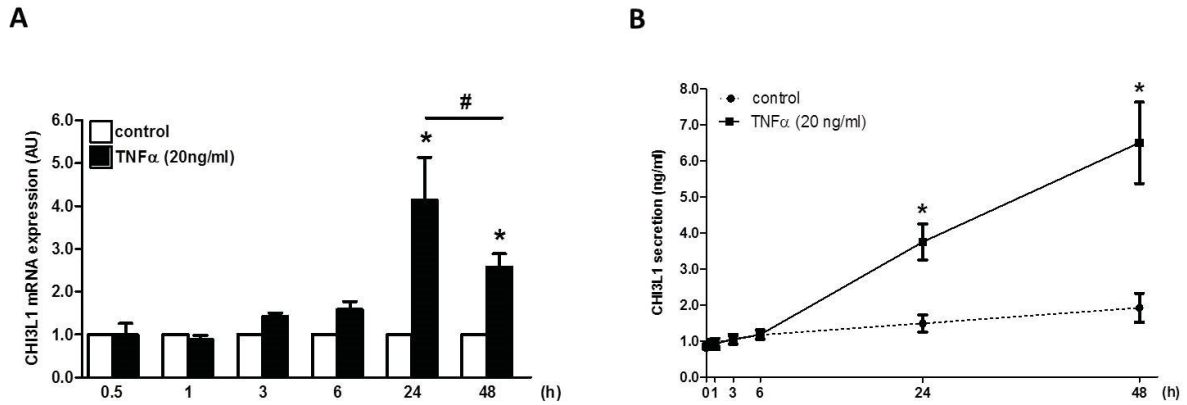 A
CHI3L1 mRNA expression (AU)
6.0
5.0
4.0
3.0
2.0
1.0
0.0
control
TNFα (20ng/ml)
#
*
*
0.5 1 3 6 24 48 (h)
B
CHI3L1 secretion (ng/ml)
8.0
7.0
6.0
5.0
4.0
3.0
2.0
1.0
0.0
control
TNFα (20 ng/ml)
*
*
0 1 3 6 24 48 (h)